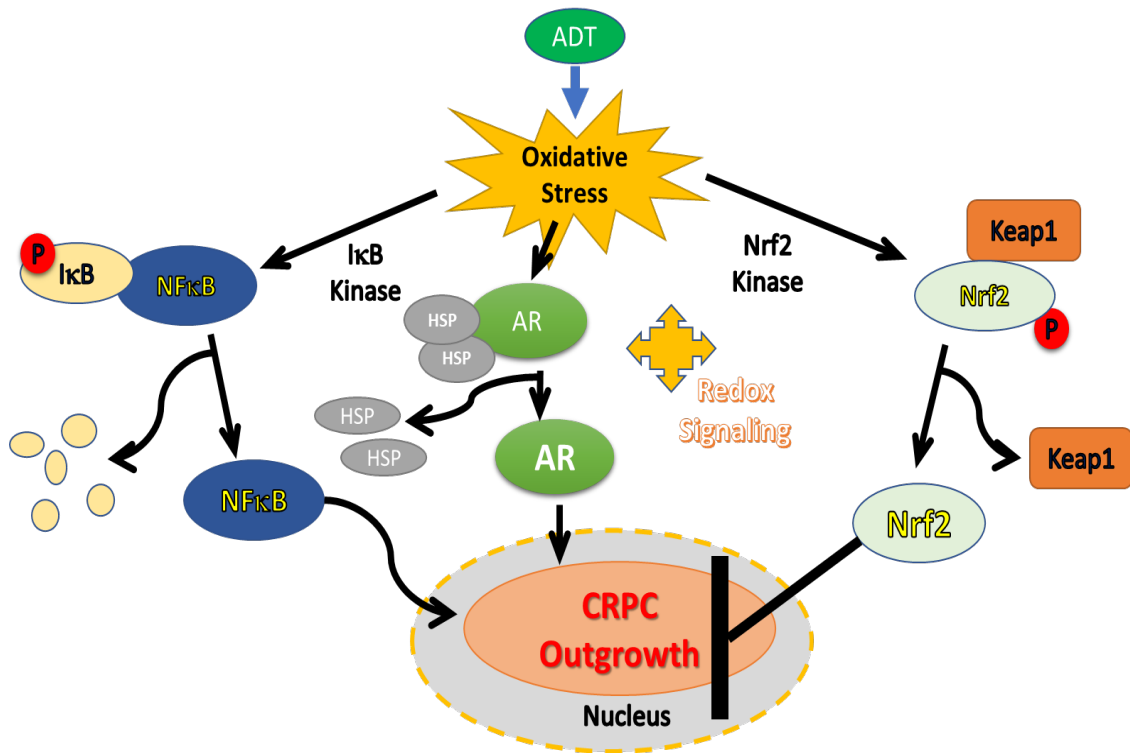 ADT
Oxidative
Stress
P
IκB
NFκB
IκB
Kinase
Nrf2
Kinase
Keap1
Nrf2
P
HSP
HSP
AR
Redox
Signaling
HSP
HSP
AR
Keap1
NFκB
Nrf2
CRPC
Outgrowth
Nucleus